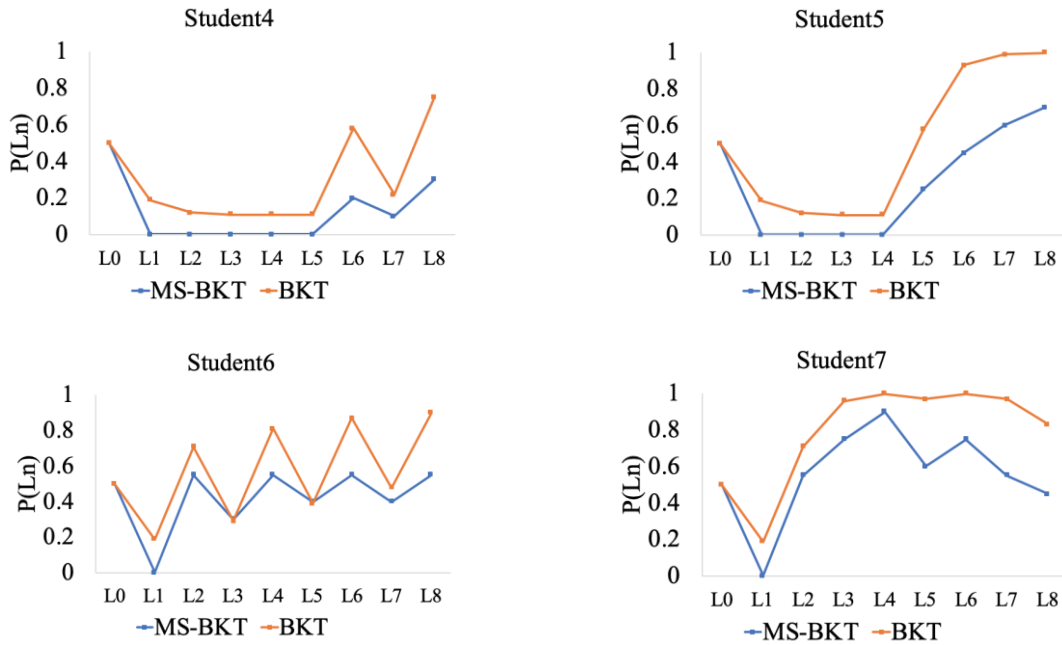 Student4
P(Ln)
1
0.8
0.6
0.4
0.2
0
L0 L1 L2 L3 L4 L5 L6 L7 L8
MS-BKT BKT
Student5
P(Ln)
1
0.8
0.6
0.4
0.2
0
L0 L1 L2 L3 L4 L5 L6 L7 L8
MS-BKT BKT
Student6
P(Ln)
1
0.8
0.6
0.4
0.2
0
L0 L1 L2 L3 L4 L5 L6 L7 L8
MS-BKT BKT
Student7
P(Ln)
1
0.8
0.6
0.4
0.2
0
L0 L1 L2 L3 L4 L5 L6 L7 L8
MS-BKT BKT